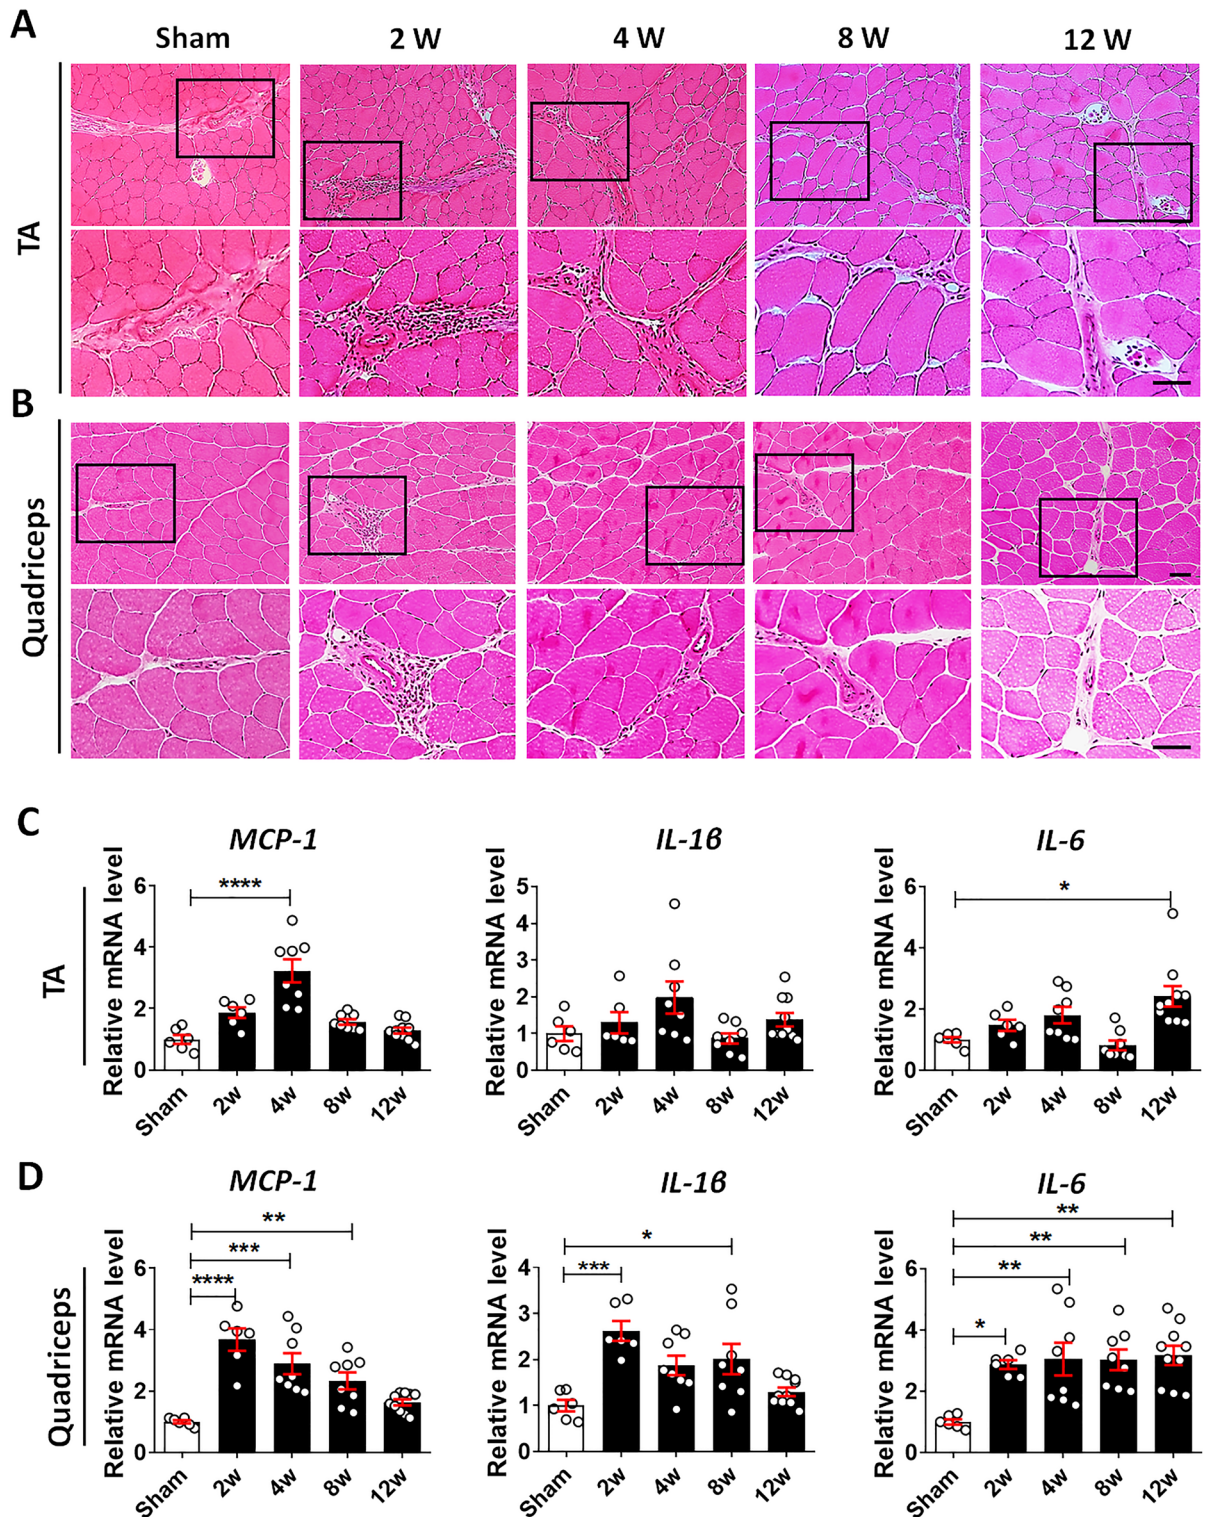 A
Sham 2 W 4 W 8 W 12 W
TA
B
Quadriceps
C
TA
MCP-1
Relative mRNA level
6
4
2
0
****
Sham 2w 4w 8w 12w
IL-1β
Relative mRNA level
5
4
3
2
1
0
Sham 2w 4w 8w 12w
IL-6
Relative mRNA level
6
4
2
0
*
Sham 2w 4w 8w 12w
D
Quadriceps
MCP-1
Relative mRNA level
6
4
2
0
**
***
****
Sham 2w 4w 8w 12w
IL-1β
Relative mRNA level
4
3
2
1
0
*
***
Sham 2w 4w 8w 12w
IL-6
Relative mRNA level
6
4
2
0
**
**
**
*
Sham 2w 4w 8w 12w